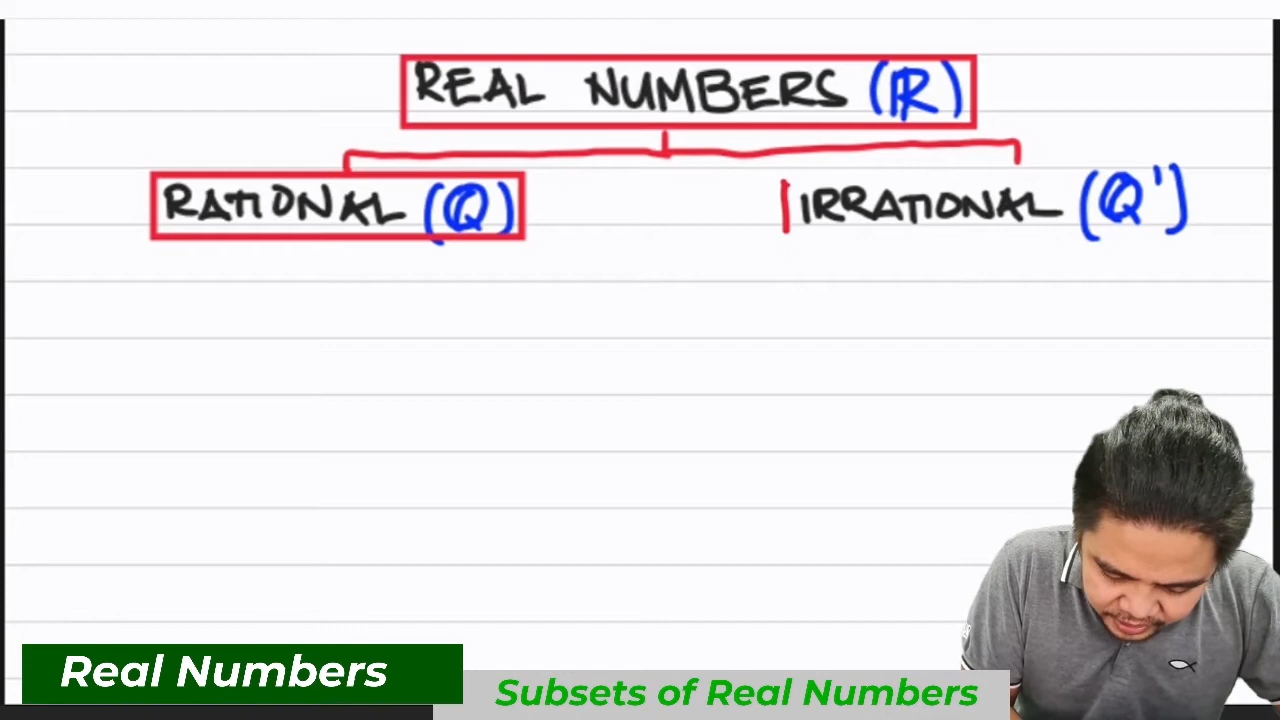 REAL NUMBERS (ℝ)
RATIONAL (ℚ) IRRATIONAL (ℚ')
Real Numbers
Subsets of Real Numbers